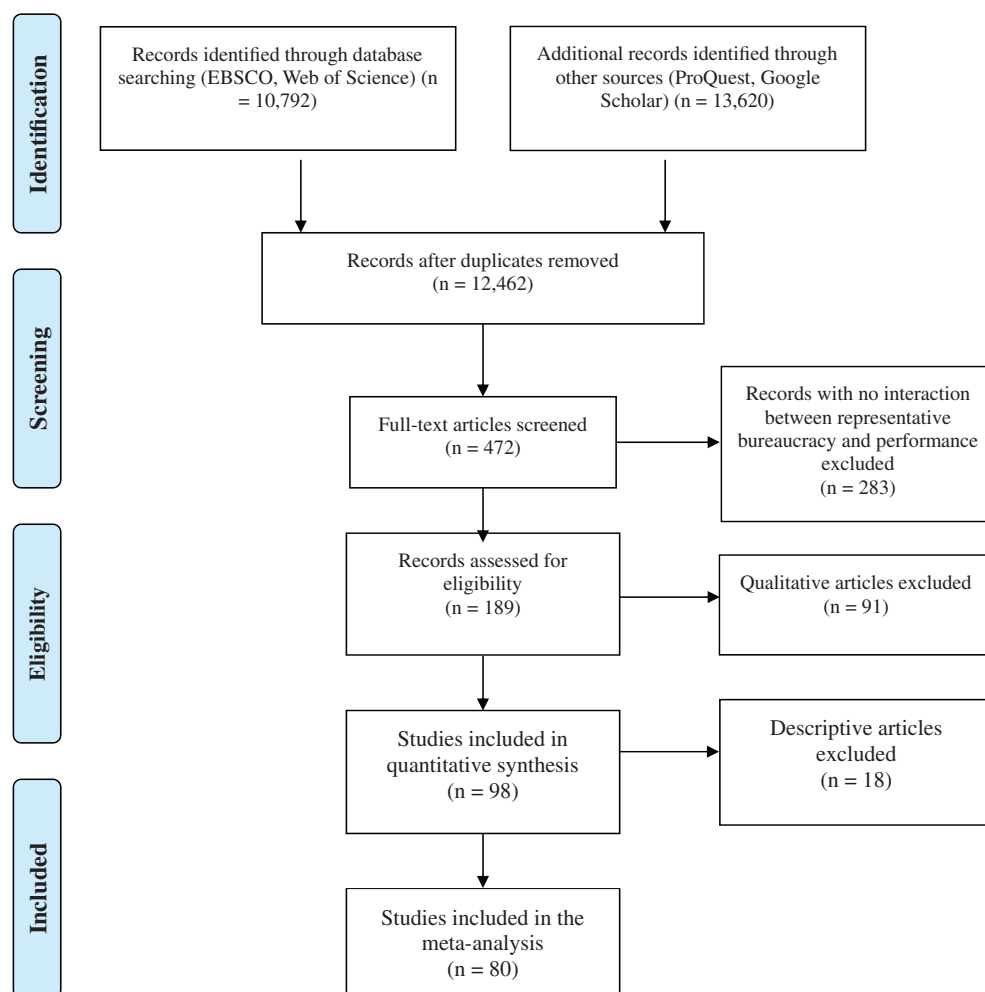 Identification
Records identified through database
searching (EBSCO, Web of Science) (n
= 10,792)
Additional records identified through
other sources (ProQuest, Google
Scholar) (n = 13,620)
Records after duplicates removed
(n = 12,462)
Screening
Full-text articles screened
(n = 472)
Records with no interaction
between representative
bureaucracy and performance
excluded
(n = 283)
Eligibility
Records assessed for
eligibility
(n = 189)
Qualitative articles excluded
(n = 91)
Studies included in
quantitative synthesis
(n = 98)
Descriptive articles
excluded
(n = 18)
Included
Studies included in the
meta-analysis
(n = 80)